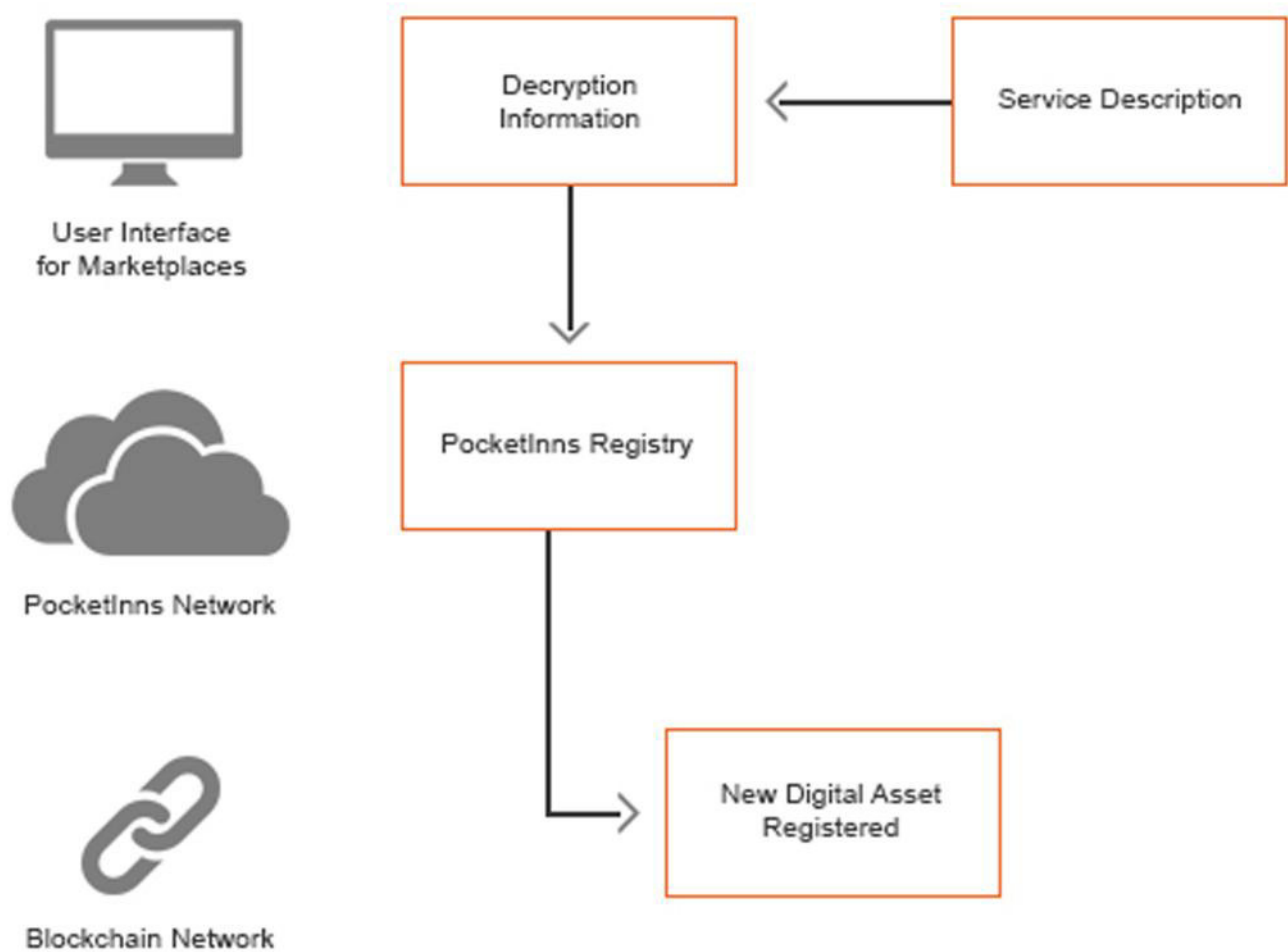 Decryption
Information
Service Description
User Interface
for Marketplaces
PocketInns Registry
PocketInns Network
New Digital Asset
Registered
Blockchain Network